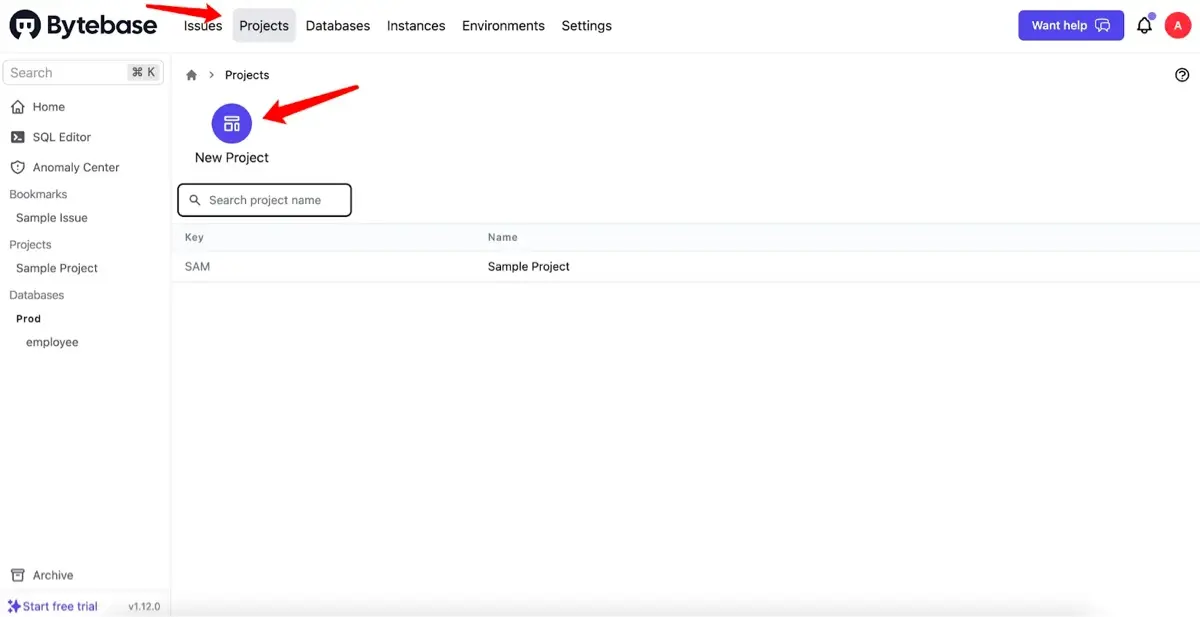 Bytebase Issues Projects Databases Instances Environments Settings Want help A
Search ⌘ K
Projects
Home
SQL Editor
Anomaly Center
Bookmarks
Sample Issue
Projects
Sample Project
Databases
Prod
employee
New Project
Search project name
Key Name
SAM Sample Project
Archive
Start free trial v1.12.0